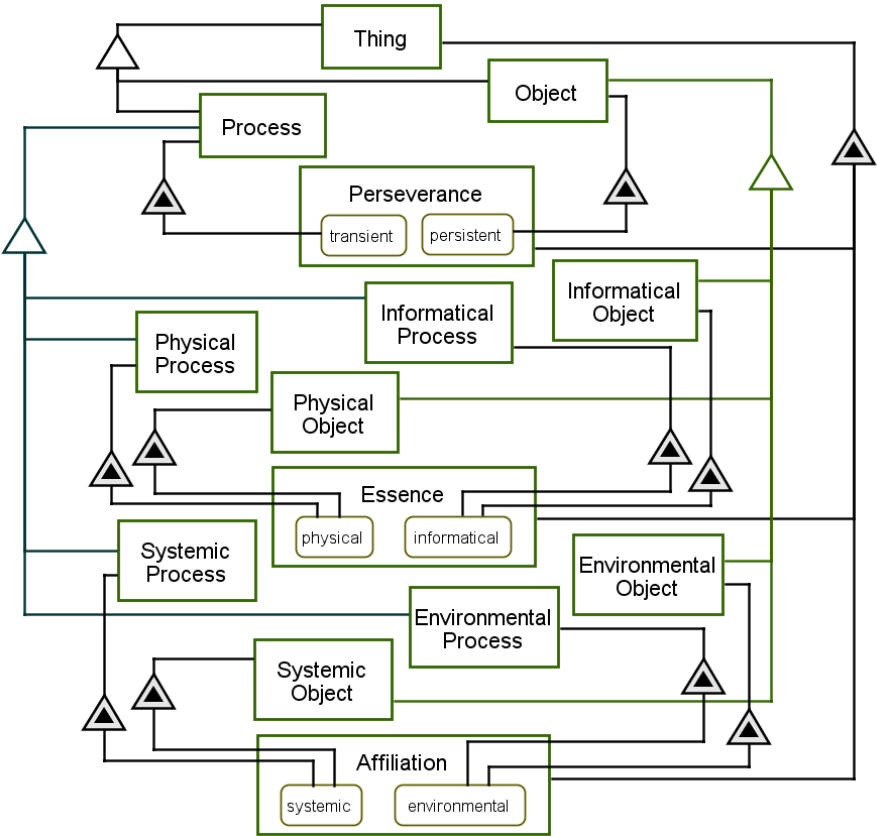 Thing
Object
Process
Perseverance
transient
persistent
Informatical
Object
Informatical
Process
Physical
Process
Physical
Object
Essence
physical
informatical
Systemic
Process
Environmental
Object
Environmental
Process
Systemic
Object
Affiliation
systemic
environmental